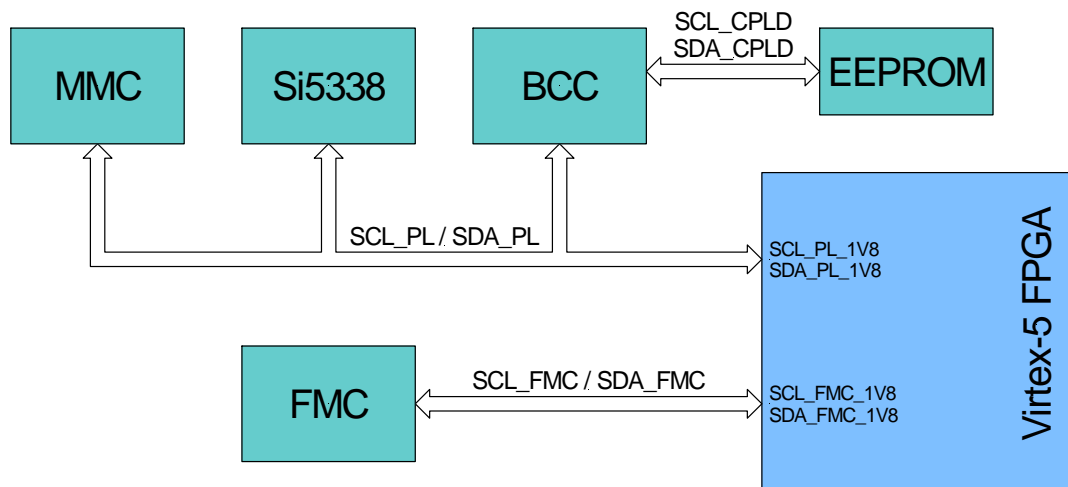 SCL_CPLD
SDA_CPLD
MMC
Si5338
BCC
EEPROM
SCL_PL / SDA_PL
SCL_PL_1V8
SDA_PL_1V8
Virtex-5 FPGA
FMC
SCL_FMC / SDA_FMC
SCL_FMC_1V8
SDA_FMC_1V8